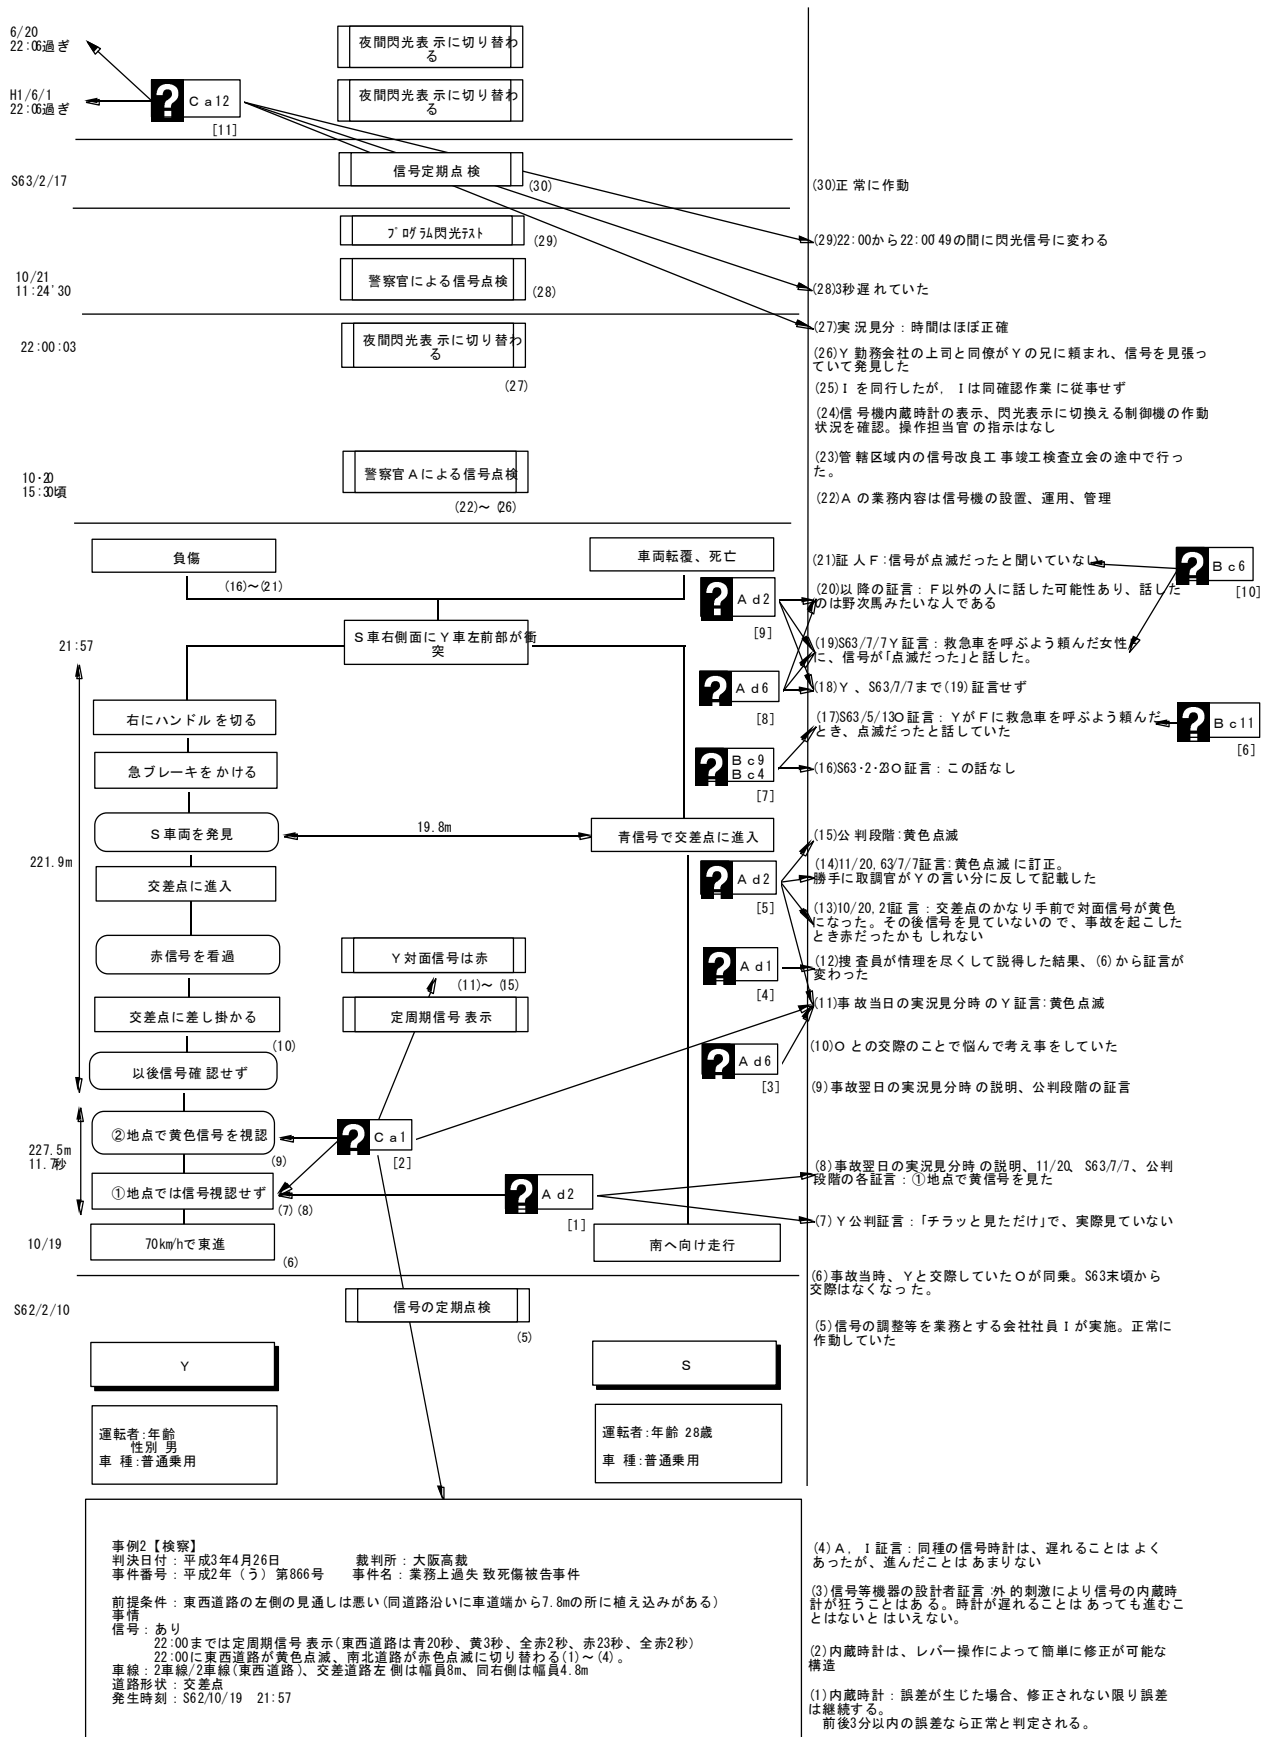 6/20
22:06過ぎ
夜間閃光表示に切り替わ
る
H1/6/1
22:06過ぎ
? Ca12
[11]
夜間閃光表示に切り替わ
る
S63/2/17
信号定期点検
(30)
(30)正常に作動
プログラム閃光テスト
(29)
(29)22:00から22:00'49の間に閃光信号に変わる
10/21
11:24'30
警察官による信号点検
(28)
(28)3秒遅れていた
(27)実況見分：時間はほぼ正確
22:00:03
夜間閃光表示に切り替わ
る
(27)
(26)Y勤務会社の上司と同僚がYの兄に頼まれ、信号を見張っ
ていて発見した
(25)Iを同行したが，Iは同確認作業に従事せず
(24)信号機内蔵時計の表示、閃光表示に切換える制御機の作動
状況を確認。操作担当官の指示はなし
10・20
15:30頃
警察官Aによる信号点検
(22)～(26)
(23)管轄区域内の信号改良工事竣工検査立会の途中で行っ
た。
(22)Aの業務内容は信号機の設置、運用、管理
負傷
車両転覆、死亡
(16)～(21)
(21)証人F:信号が点滅だったと聞いていない
? Bc6
[10]
? Ad2
[9]
(20)以降の証言：F以外の人に話した可能性あり、話した
のは野次馬みたいな人である
21:57
S車右側面にY車左前部が衝
突
(19)S63/7/7Y証言：救急車を呼ぶよう頼んだ女性
に、信号が「点滅だった」と話した。
? Ad6
[8]
(18)Y、S63/7/7まで(19)証言せず
右にハンドルを切る
(17)S63/5/13O証言：YがFに救急車を呼ぶよう頼んだ
とき、点滅だったと話していた
? Bc11
[6]
急ブレーキをかける
? Bc9
Bc4
[7]
(16)S63・2・23O証言：この話なし
S車両を発見
19.8m
青信号で交差点に進入
(15)公判段階:黄色点滅
221.9m
交差点に進入
? Ad2
[5]
(14)11/20,63/7/7証言:黄色点滅に訂正。
勝手に取調官がYの言い分に反して記載した
(13)10/20,21証言：交差点のかなり手前で対面信号が黄色
になった。その後信号を見ていないので、事故を起こした
とき赤だったかもしれない
赤信号を看過
Y対面信号は赤
(11)～(15)
? Ad1
[4]
(12)捜査員が情理を尽くして説得した結果、(6)から証言が
変わった
交差点に差し掛かる
(10)
定周期信号表示
(11)事故当日の実況見分時のY証言:黄色点滅
以後信号確認せず
? Ad6
[3]
(10)Oとの交際のことで悩んで考え事をしていた
(9)事故翌日の実況見分時の説明、公判段階の証言
227.5m
11.7秒
②地点で黄色信号を視認
(9)
? Ca1
[2]
①地点では信号視認せず
(7)(8)
? Ad2
[1]
(8)事故翌日の実況見分時の説明、11/20、S63/7/7、公判
段階の各証言：①地点で黄信号を見た
(7)Y公判証言：「チラッと見ただけ」で、実際見ていない
10/19
70km/hで東進
(6)
南へ向け走行
(6)事故当時、Yと交際していたOが同乗。S63末頃から
交際はなくなった。
S62/2/10
信号の定期点検
(5)
(5)信号の調整等を業務とする会社社員Iが実施。正常に
作動していた
Y
S
運転者:年齢
性別 男
車 種:普通乗用
運転者:年齢 28歳
車 種:普通乗用
事例2【検察】
判決日付：平成3年4月26日 裁判所：大阪高裁
事件番号：平成2年（う）第866号 事件名：業務上過失致死傷被告事件
前提条件：東西道路の左側の見通しは悪い(同道路沿いに車道端から7.8mの所に植え込みがある)
事情
信号：あり
22:00までは定周期信号表示(東西道路は青20秒、黄3秒、全赤2秒、赤23秒、全赤2秒)
22:00に東西道路が黄色点滅、南北道路が赤色点滅に切り替わる(1)～(4)。
車線：2車線/2車線(東西道路)、交差道路左側は幅員8m、同右側は幅員4.8m
道路形状：交差点
発生時刻：S62/10/19 21:57
(4)A，I証言：同種の信号時計は、遅れることはよく
あったが、進んだことはあまりない
(3)信号等機器の設計者証言:外的刺激により信号の内蔵時
計が狂うことはある。時計が遅れることはあっても進むこ
とはないとはいえない。
(2)内蔵時計は、レバー操作によって簡単に修正が可能な
構造
(1)内蔵時計：誤差が生じた場合、修正されない限り誤差
は継続する。
前後3分以内の誤差なら正常と判定される。